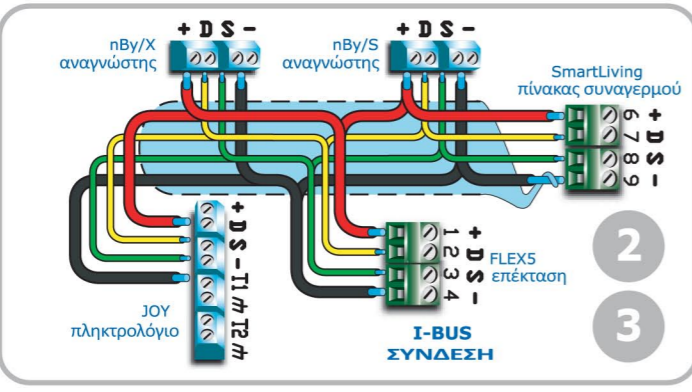 + D S -
+ D S -
nBy/X
αναγνώστης
nBy/S
αναγνώστης
SmartLiving
πίνακας συναγερμού
+ D S -
6 7 8 9
+ D S - T1 T2
JOY
πληκτρολόγιο
+ D S -
1 2 3 4
FLEX5
επέκταση
I-BUS
ΣΥΝΔΕΣΗ
2
3